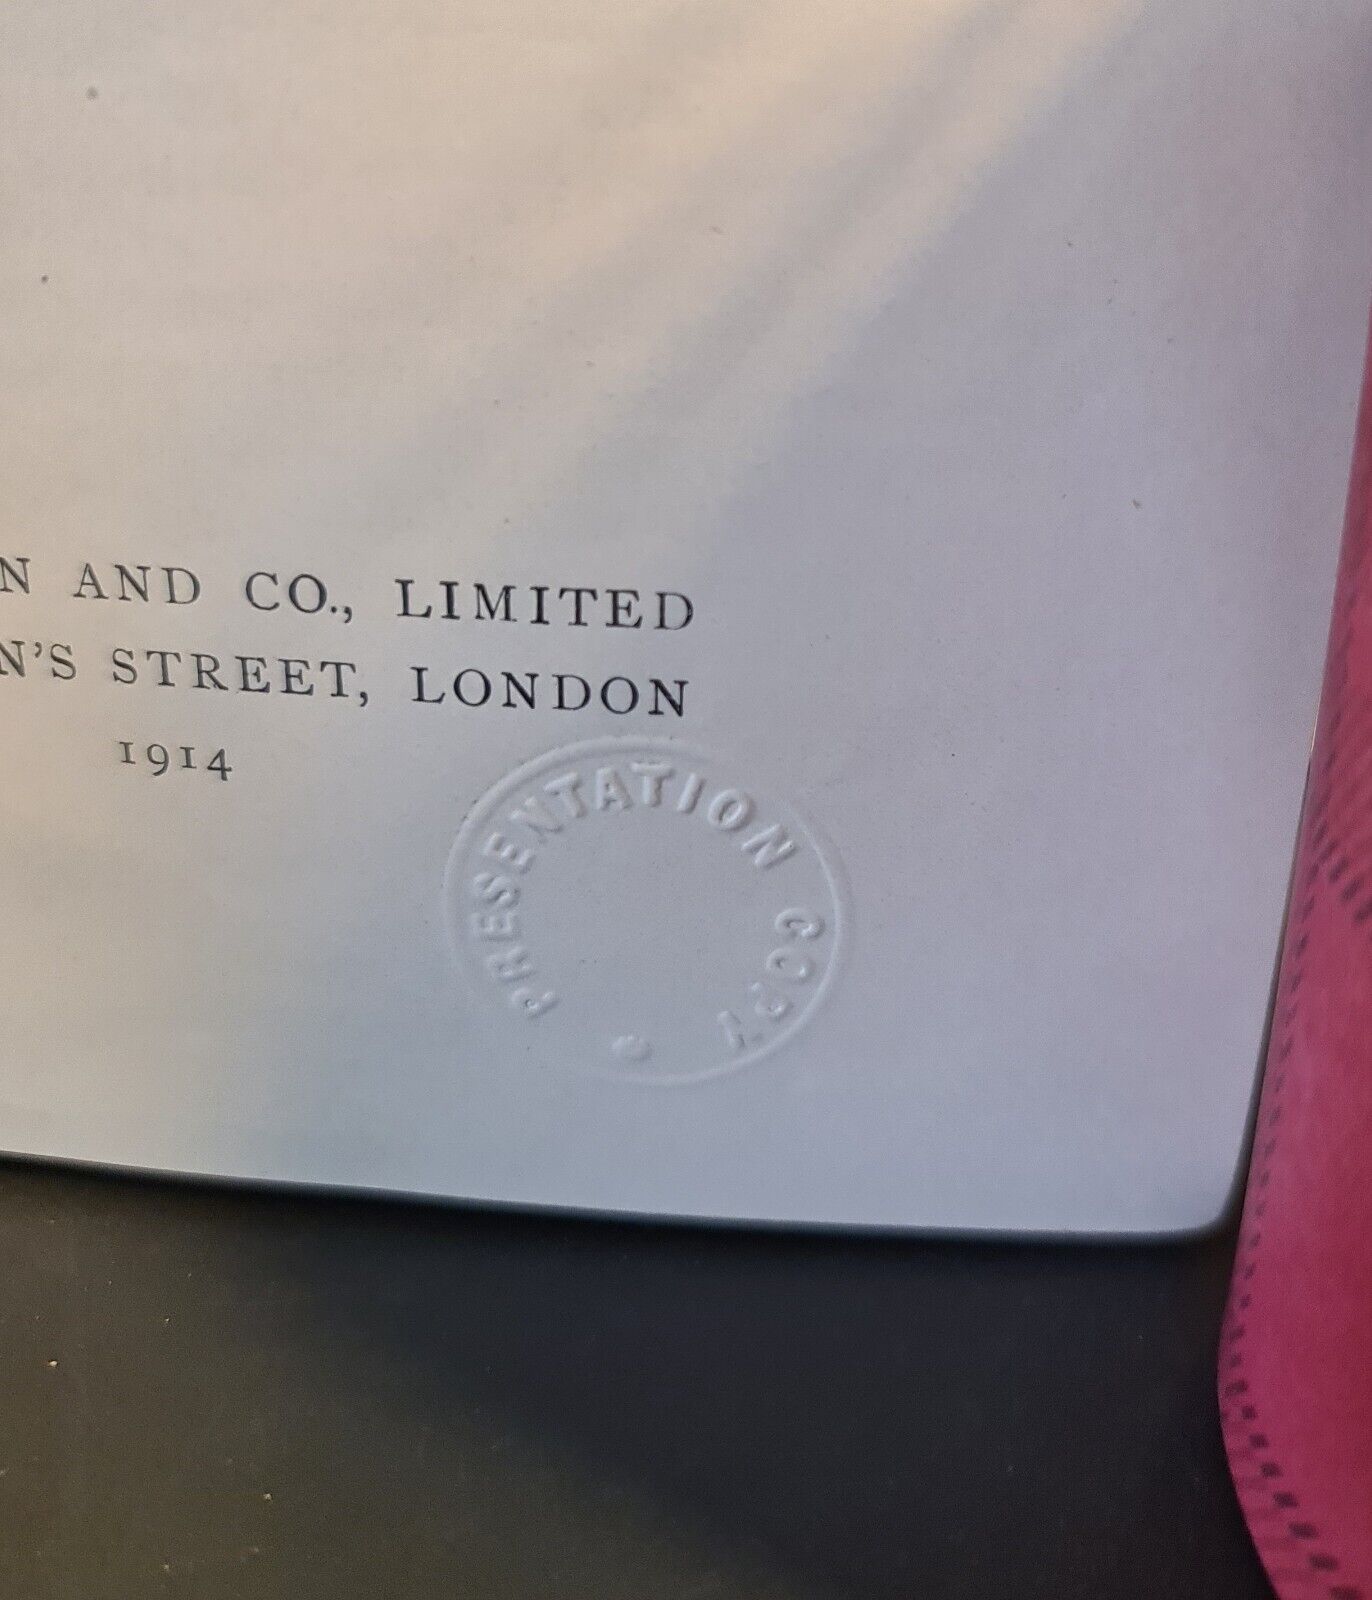 N AND CO., LIMITED
N'S STREET, LONDON
1914
PRESENTATION COPY